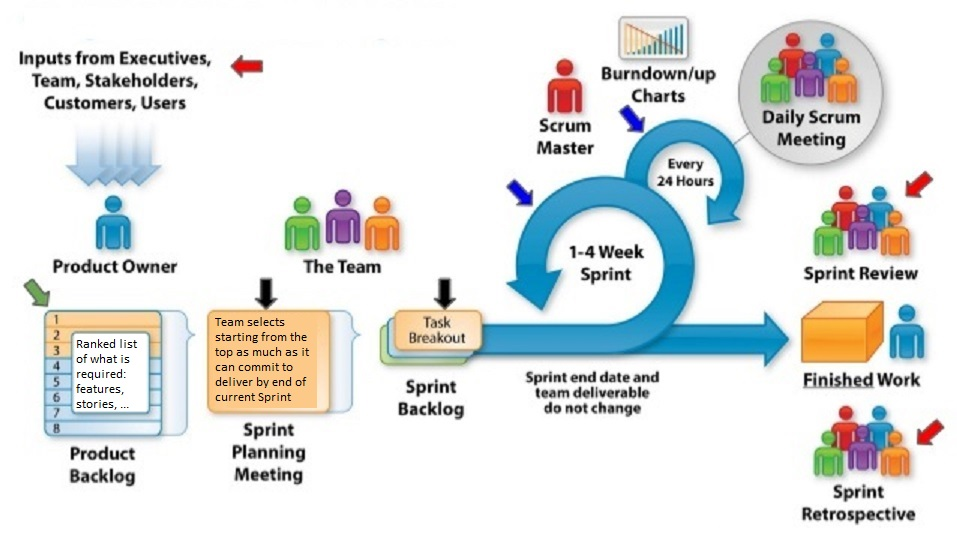 Inputs from Executives,
Team, Stakeholders,
Customers, Users
Product Owner
The Team
Scrum
Master
Burndown/up
Charts
Daily Scrum
Meeting
Every
24 Hours
1-4 Week
Sprint
Sprint Review
1
2
3
4
5
6
7
8
Ranked list
of what is
required:
features,
stories, ...
Product
Backlog
Team selects
starting from the
top as much as it
can commit to
deliver by end of
current Sprint
Sprint
Planning
Meeting
Task
Breakout
Sprint
Backlog
Sprint end date and
team deliverable
do not change
Finished Work
Sprint
Retrospective